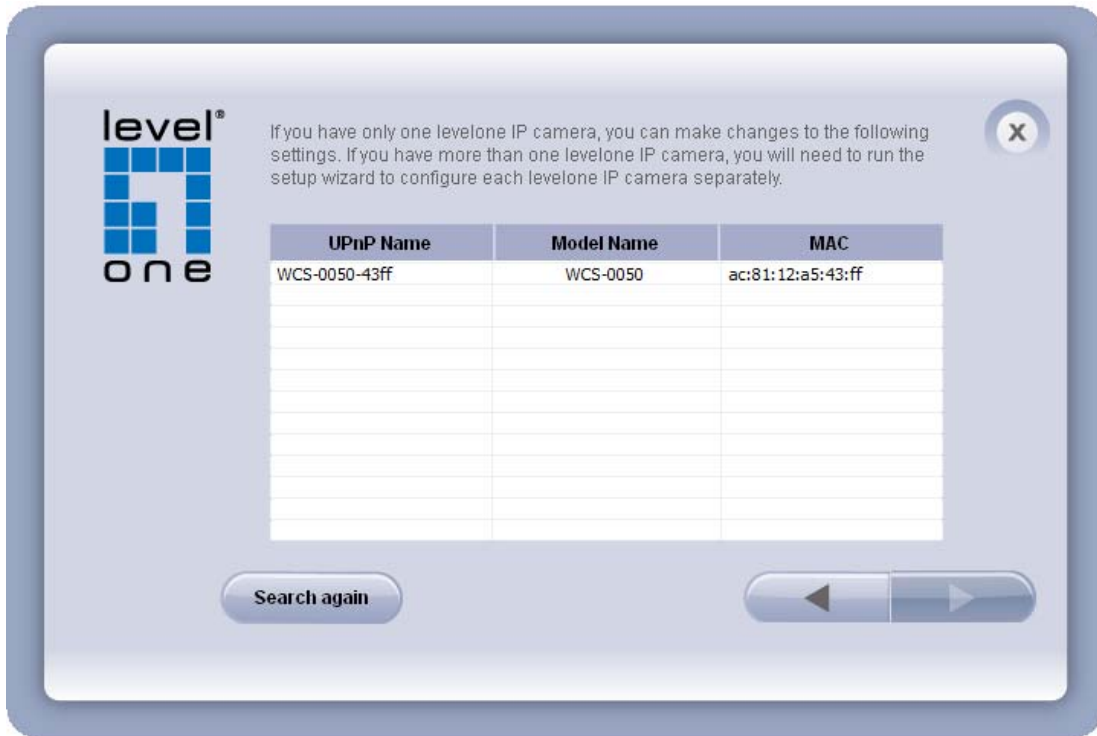 level®
one
If you have only one levelone IP camera, you can make changes to the following
settings. If you have more than one levelone IP camera, you will need to run the
setup wizard to configure each levelone IP camera separately.
X
UPnP Name Model Name MAC
WCS-0050-43ff WCS-0050 ac:81:12:a5:43:ff
Search again